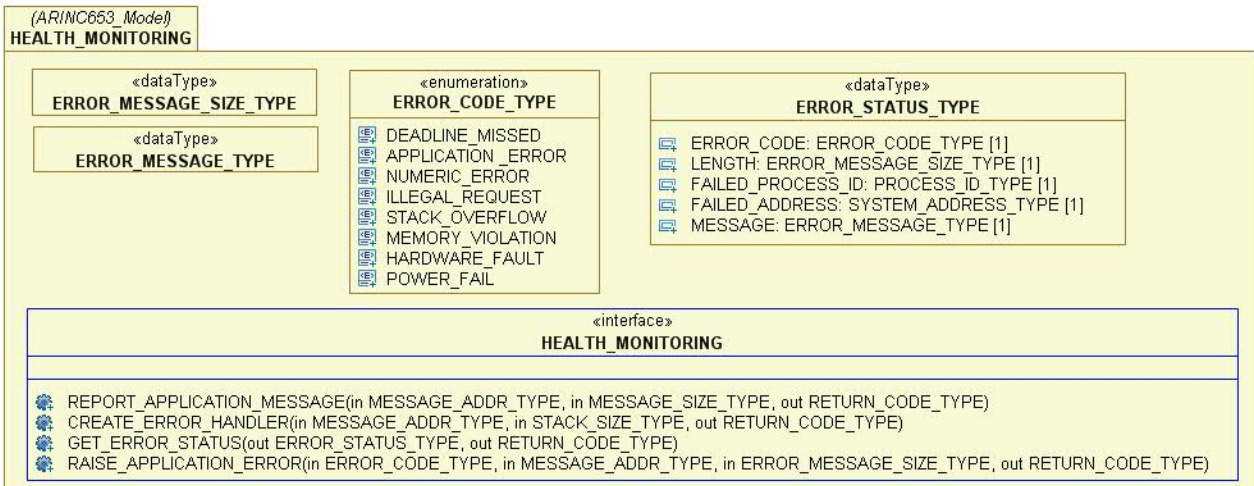 (ARINC653_Model)
HEALTH_MONITORING
«dataType»
ERROR_MESSAGE_SIZE_TYPE
«dataType»
ERROR_MESSAGE_TYPE
«enumeration»
ERROR_CODE_TYPE
DEADLINE_MISSED
APPLICATION _ERROR
NUMERIC_ERROR
ILLEGAL_REQUEST
STACK_OVERFLOW
MEMORY_VIOLATION
HARDWARE_FAULT
POWER_FAIL
«dataType»
ERROR_STATUS_TYPE
ERROR_CODE: ERROR_CODE_TYPE [1]
LENGTH: ERROR_MESSAGE_SIZE_TYPE [1]
FAILED_PROCESS_ID: PROCESS_ID_TYPE [1]
FAILED_ADDRESS: SYSTEM_ADDRESS_TYPE [1]
MESSAGE: ERROR_MESSAGE_TYPE [1]
«interface»
HEALTH_MONITORING
REPORT_APPLICATION_MESSAGE(in MESSAGE_ADDR_TYPE, in MESSAGE_SIZE_TYPE, out RETURN_CODE_TYPE)
CREATE_ERROR_HANDLER(in MESSAGE_ADDR_TYPE, in STACK_SIZE_TYPE, out RETURN_CODE_TYPE)
GET_ERROR_STATUS(out ERROR_STATUS_TYPE, out RETURN_CODE_TYPE)
RAISE_APPLICATION_ERROR(in ERROR_CODE_TYPE, in MESSAGE_ADDR_TYPE, in ERROR_MESSAGE_SIZE_TYPE, out RETURN_CODE_TYPE)